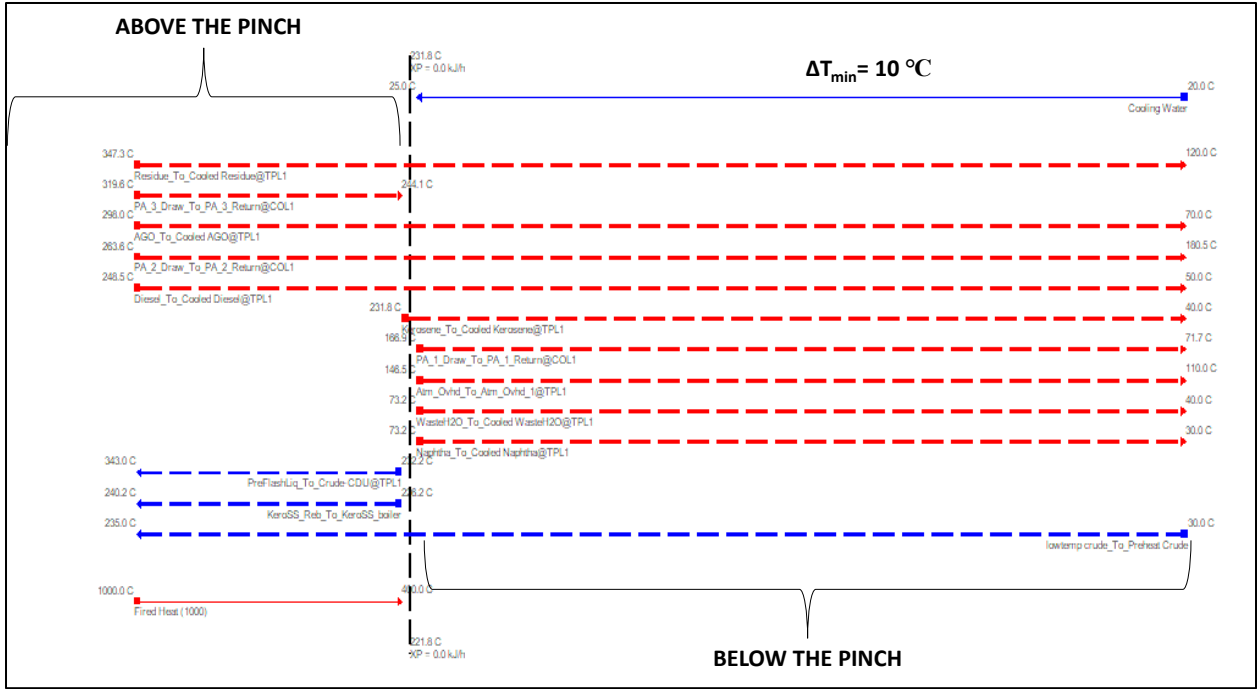 ABOVE THE PINCH
231.8 C
XP = 0.0 kJ/h
ΔTmin= 10 °C
25.0 C
20.0 C
Cooling Water
347.3 C
120.0 C
Residue_To_Cooled Residue@TPL1
319.6 C
244.1 C
PA_3_Draw_To_PA_3_Return@COL1
298.0 C
70.0 C
AGO_To_Cooled AGO@TPL1
263.6 C
180.5 C
PA_2_Draw_To_PA_2_Return@COL1
248.5 C
50.0 C
Diesel_To_Cooled Diesel@TPL1
231.8 C
40.0 C
Kerosene_To_Cooled Kerosene@TPL1
166.9 C
71.7 C
PA_1_Draw_To_PA_1_Return@COL1
146.5 C
110.0 C
Atm_Ovhd_To_Atm_Ovhd_1@TPL1
73.2 C
40.0 C
WasteH2O_To_Cooled WasteH2O@TPL1
73.2 C
30.0 C
Naphtha_To_Cooled Naphtha@TPL1
343.0 C
222.2 C
PreFlashLiq_To_Crude-CDU@TPL1
240.2 C
226.2 C
KeroSS_Reb_To_KeroSS_boiler
235.0 C
30.0 C
lowtemp crude_To_Preheat Crude
1000.0 C
400.0 C
Fired Heat (1000)
221.8 C
XP = 0.0 kJ/h
BELOW THE PINCH